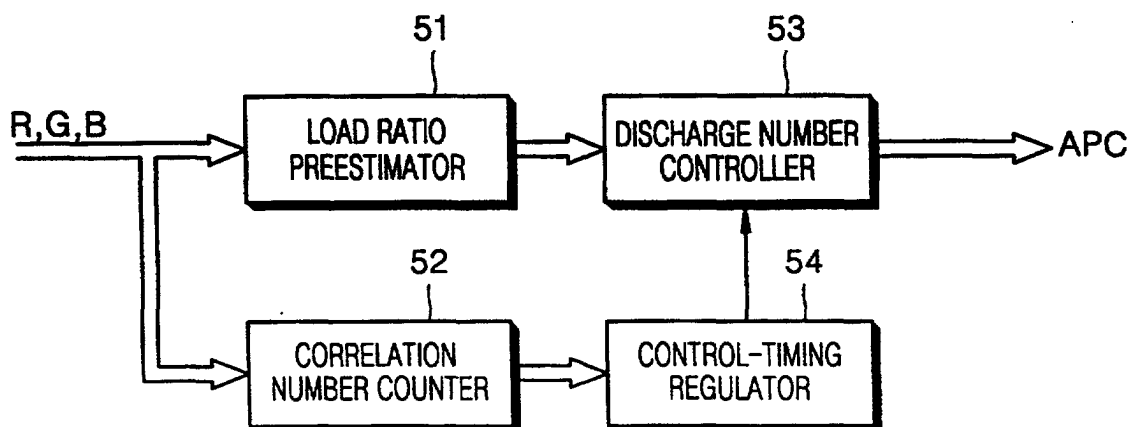 51
53
R,G,B
LOAD RATIO
PREESTIMATOR
DISCHARGE NUMBER
CONTROLLER
APC
52
54
CORRELATION
NUMBER COUNTER
CONTROL-TIMING
REGULATOR